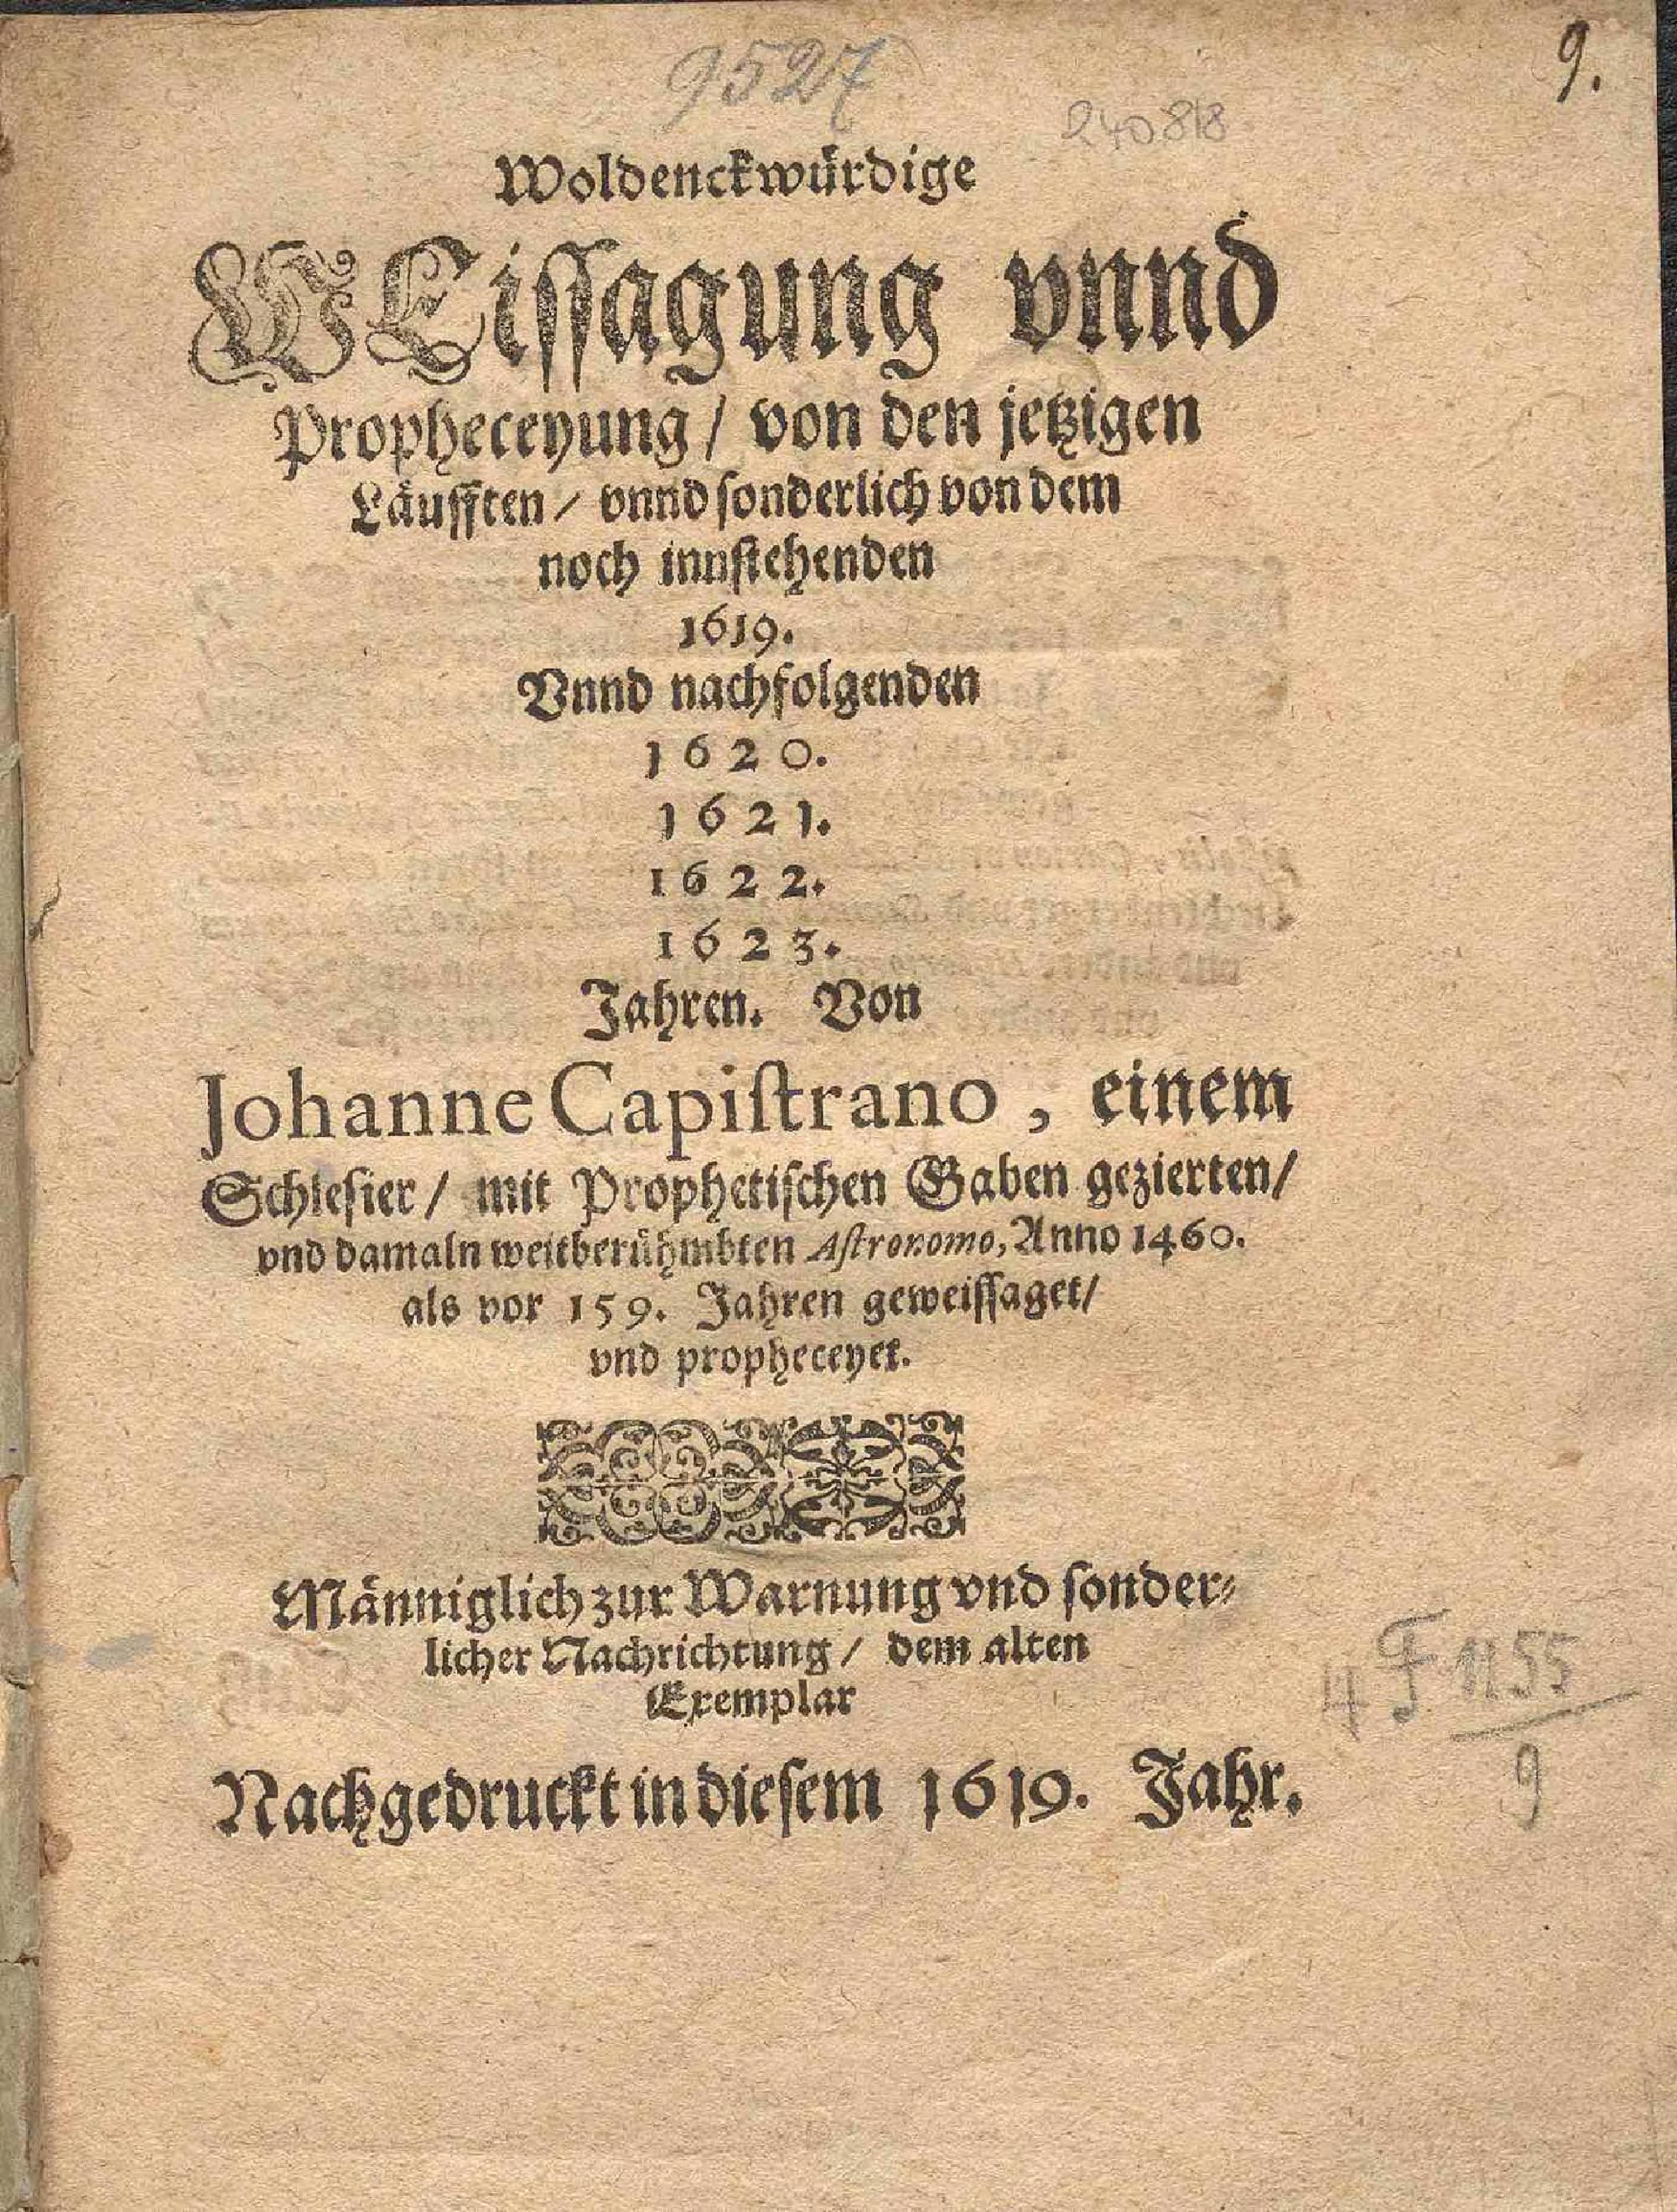 9527
9.
240818
Woldenckwürdige
WEissagung vnnd
Propheceyung / von den jetzigen
Läufften / vnnd sonderlich von dem
noch innstehenden
1619.
Vnnd nachfolgenden
1620.
1621.
1622.
1623.
Jahren. Von
Johanne Capistrano, einem
Schlesier / mit Prophetischen Gaben gezierten/
vnd damaln weitberühmbten Astronomo, Anno 1460.
als vor 159. Jahren geweissaget/
vnd propheceyet.
Männiglich zur Warnung vnd sonder-
licher Nachrichtung / dem alten
Exemplar
4 F 1155
9
Nachgedruckt in diesem 1619. Jahr.